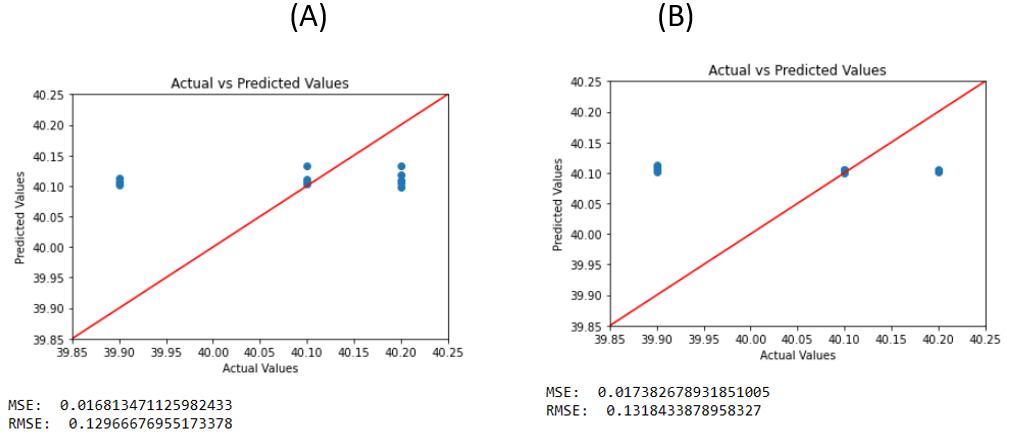 (A)
Actual vs Predicted Values
40.25
40.20
40.15
40.10
40.05
40.00
39.95
39.90
39.85
Predicted Values
39.85 39.90 39.95 40.00 40.05 40.10 40.15 40.20 40.25
Actual Values
MSE: 0.016813471125982433
RMSE: 0.12966676955173378
(B)
Actual vs Predicted Values
40.25
40.20
40.15
40.10
40.05
40.00
39.95
39.90
39.85
Predicted Values
39.85 39.90 39.95 40.00 40.05 40.10 40.15 40.20 40.25
Actual Values
MSE: 0.017382678931851005
RMSE: 0.1318433878958327